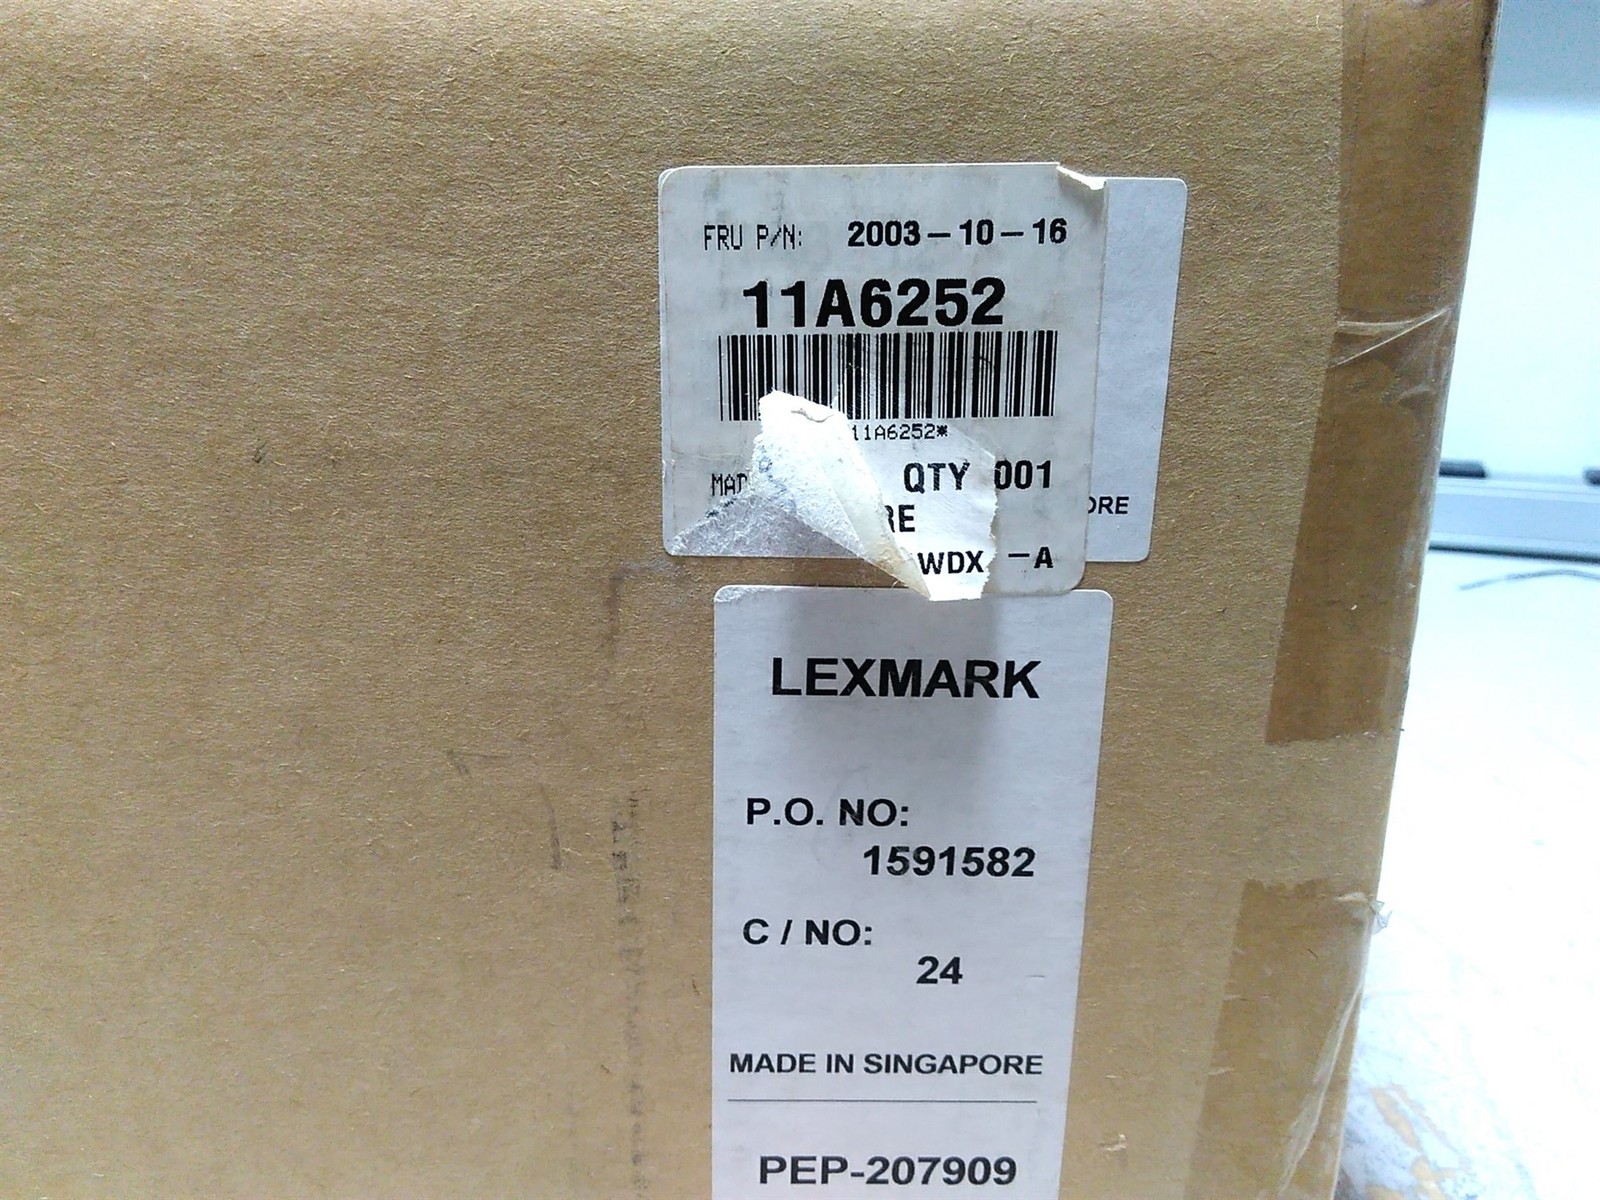 FRU P/N: 2003-10-16
11A6252
11A6252*
QTY 001
WDX -A
LEXMARK
P.O. NO:
1591582
C / NO:
24
MADE IN SINGAPORE
PEP-207909